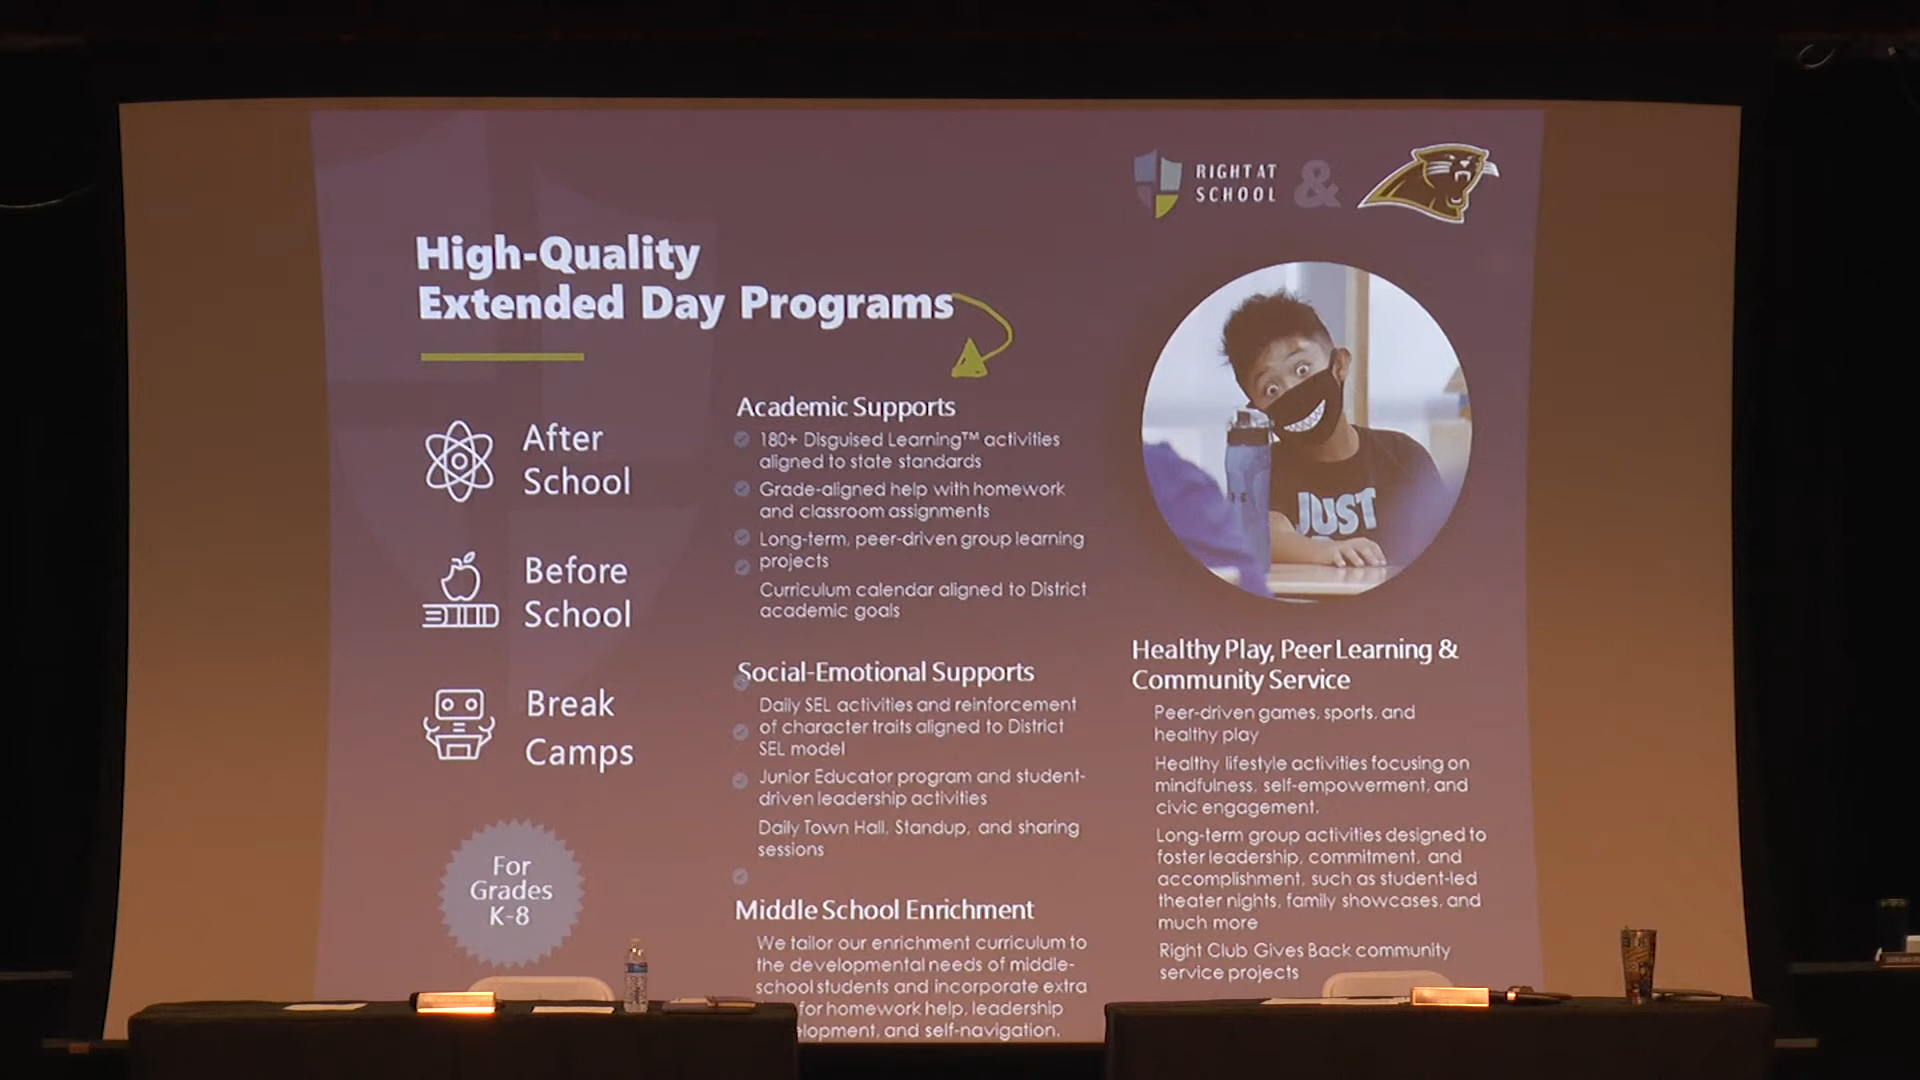 RIGHT AT
SCHOOL
&
High-Quality
Extended Day Programs
After
School
Before
School
Break
Camps
For
Grades
K-8
Academic Supports
180+ Disguised Learning™ activities
aligned to state standards
Grade-aligned help with homework
and classroom assignments
Long-term, peer-driven group learning
projects
Curriculum calendar aligned to District
academic goals
Social-Emotional Supports
Daily SEL activities and reinforcement
of character traits aligned to District
SEL model
Junior Educator program and student-
driven leadership activities
Daily Town Hall, Standup, and sharing
sessions
Middle School Enrichment
We tailor our enrichment curriculum to
the developmental needs of middle-
school students and incorporate extra
for homework help, leadership
lopment, and self-navigation.
JUST
Healthy Play, Peer Learning &
Community Service
Peer-driven games, sports, and
healthy play
Healthy lifestyle activities focusing on
mindfulness, self-empowerment, and
civic engagement.
Long-term group activities designed to
foster leadership, commitment, and
accomplishment, such as student-led
theater nights, family showcases, and
much more
Right Club Gives Back community
service projects